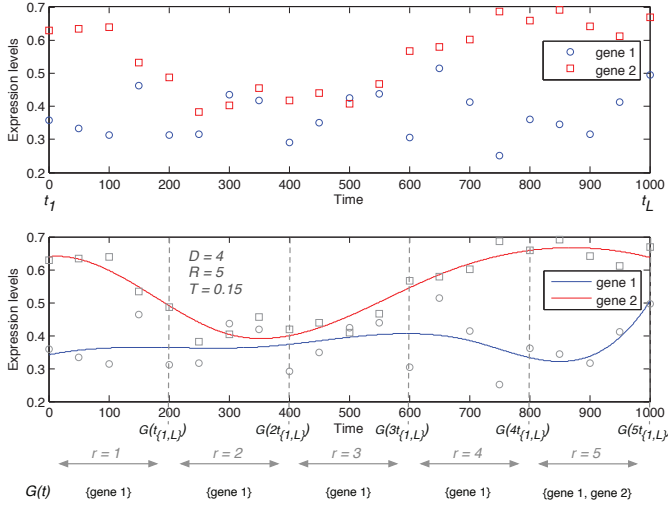 0.7
0.6
0.5
0.4
0.3
0.2
Expression levels
gene 1
gene 2
0 100 200 300 400 500 600 700 800 900 1000
t1 Time tL
0.7
0.6
0.5
0.4
0.3
0.2
Expression levels
D = 4
R = 5
T = 0.15
gene 1
gene 2
0 100 200 300 400 500 600 700 800 900 1000
G(t{1,L}) G(2t{1,L}) Time G(3t{1,L}) G(4t{1,L}) G(5t{1,L}
r = 1 r = 2 r = 3 r = 4 r = 5
G(t) {gene 1} {gene 1} {gene 1} {gene 1} {gene 1, gene 2}